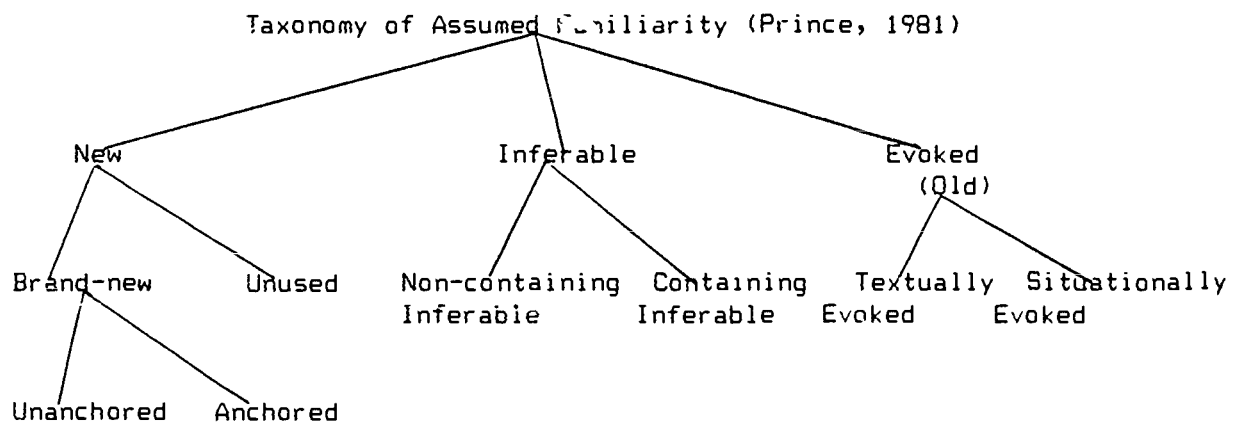 Taxonomy of Assumed Familiarity (Prince, 1981)
New Inferable Evoked
(Old)
Brand-new Unused Non-containing Containing Textually Situationally
Inferable Inferable Evoked Evoked
Unanchored Anchored